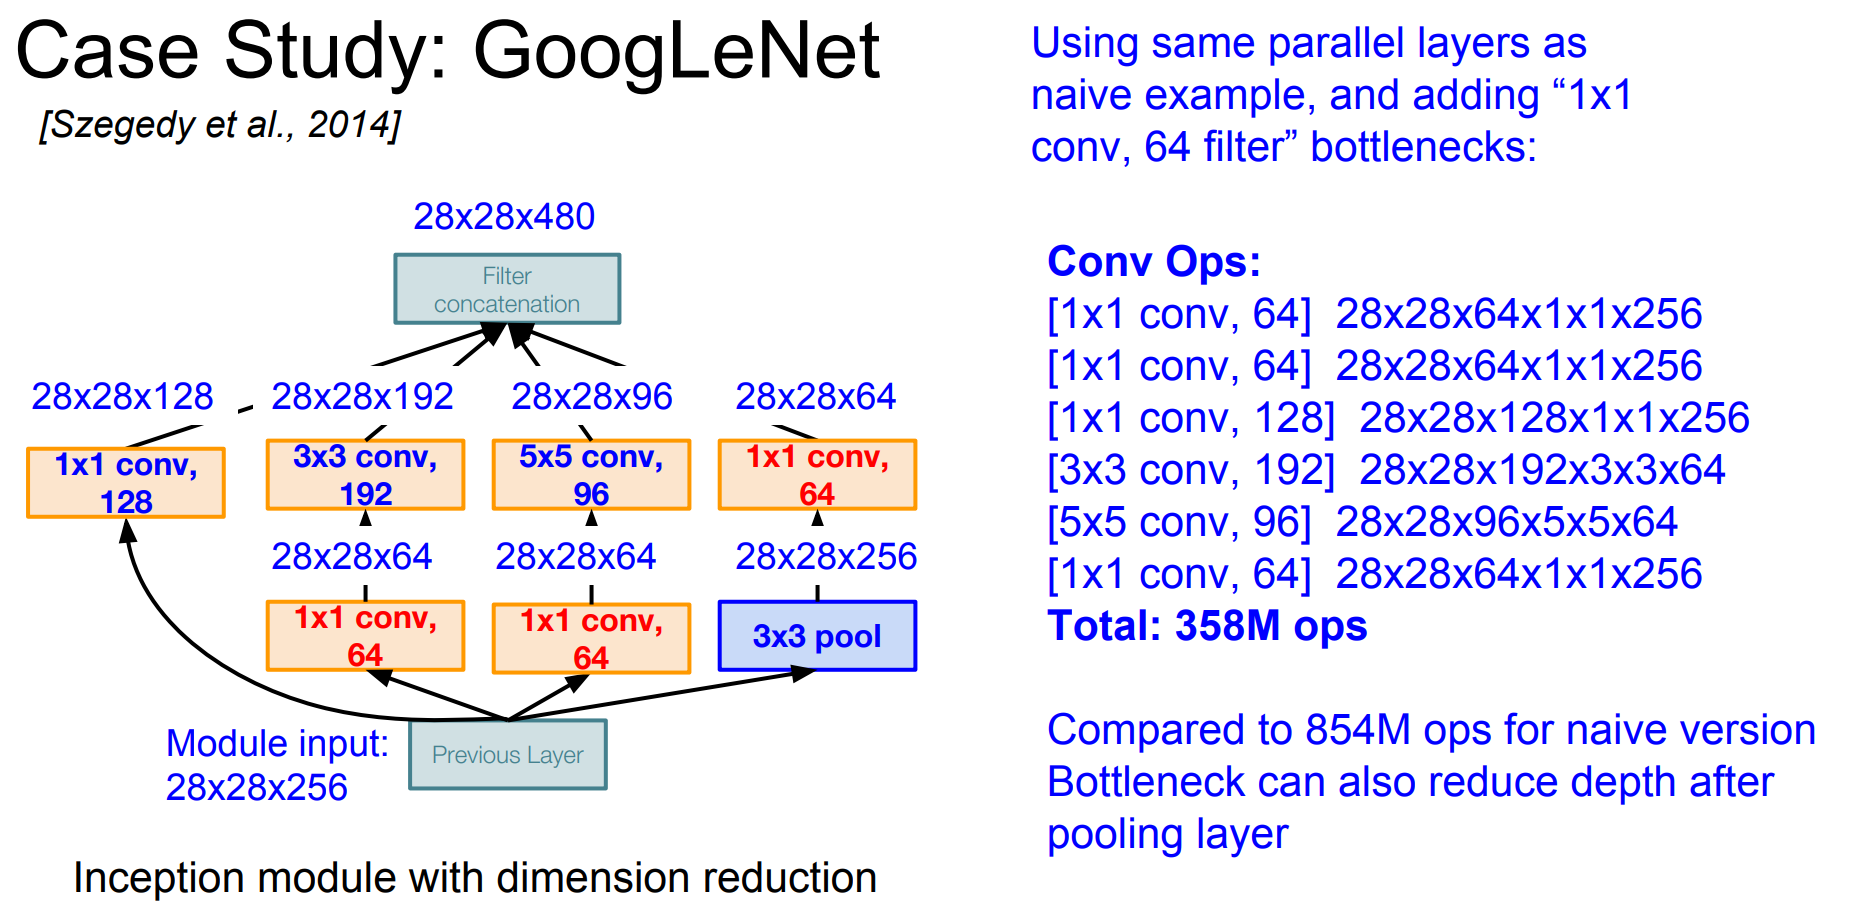 Case Study: GoogLeNet
[Szegedy et al., 2014]
28x28x480
Filter
concatenation
28x28x128
28x28x192
28x28x96
28x28x64
1x1 conv,
128
3x3 conv,
192
5x5 conv,
96
1x1 conv,
64
28x28x64
28x28x64
28x28x256
1x1 conv,
64
1x1 conv,
64
3x3 pool
Module input:
28x28x256
Previous Layer
Inception module with dimension reduction
Using same parallel layers as
naive example, and adding “1x1
conv, 64 filter” bottlenecks:
Conv Ops:
[1x1 conv, 64]  28x28x64x1x1x256
[1x1 conv, 64]  28x28x64x1x1x256
[1x1 conv, 128]  28x28x128x1x1x256
[3x3 conv, 192]  28x28x192x3x3x64
[5x5 conv, 96]  28x28x96x5x5x64
[1x1 conv, 64]  28x28x64x1x1x256
Total: 358M ops
Compared to 854M ops for naive version
Bottleneck can also reduce depth after
pooling layer